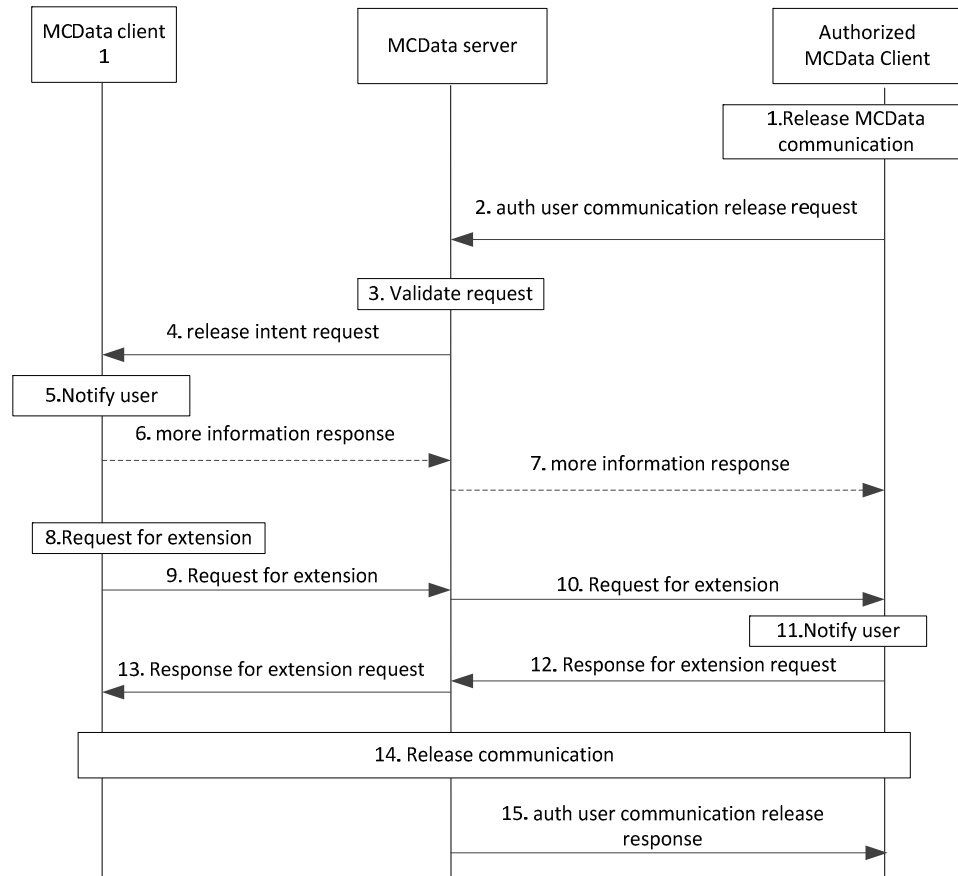 MCData client
1
MCData server
Authorized
MCData Client
1.Release MCData
communication
2. auth user communication release request
3. Validate request
4. release intent request
5.Notify user
6. more information response
7. more information response
8.Request for extension
9. Request for extension
10. Request for extension
11.Notify user
12. Response for extension request
13. Response for extension request
14. Release communication
15. auth user communication release
response